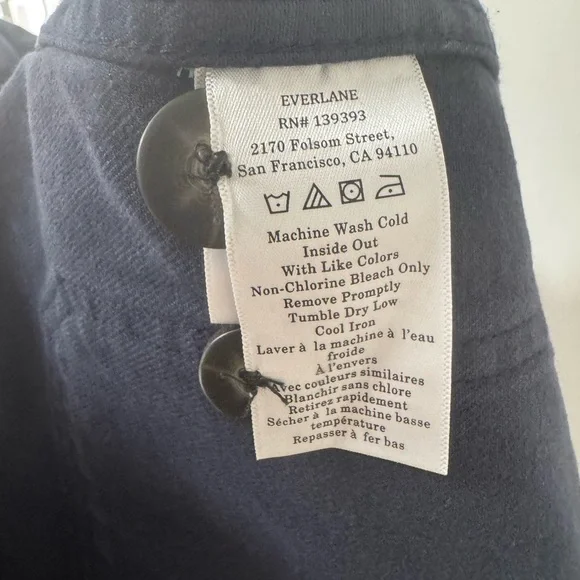 EVERLANE
RN# 139393
2170 Folsom Street,
San Francisco, CA 94110
Machine Wash Cold
Inside Out
With Like Colors
Non-Chlorine Bleach Only
Remove Promptly
Tumble Dry Low
Cool Iron
Laver à la machine à l'eau
froide
À l'envers
Avec couleurs similaires
Blanchir sans chlore
Retirez rapidement
Sécher à la machine basse
température
Repasser à fer bas